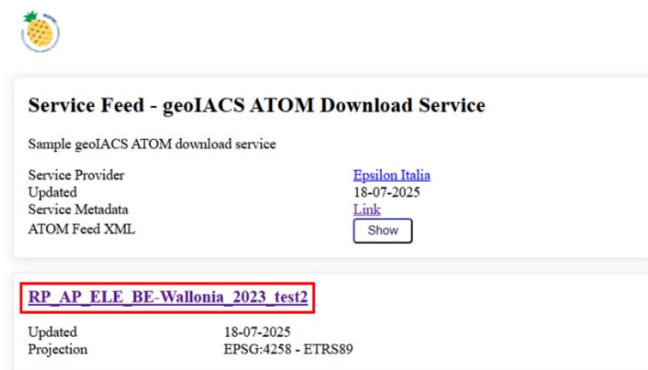 Service Feed - geoIACS ATOM Download Service
Sample geoIACS ATOM download service
Service Provider Epsilon Italia
Updated 18-07-2025
Service Metadata Link
ATOM Feed XML Show
RP_AP_ELE_BE-Wallonia_2023_test2
Updated 18-07-2025
Projection EPSG:4258 - ETRS89